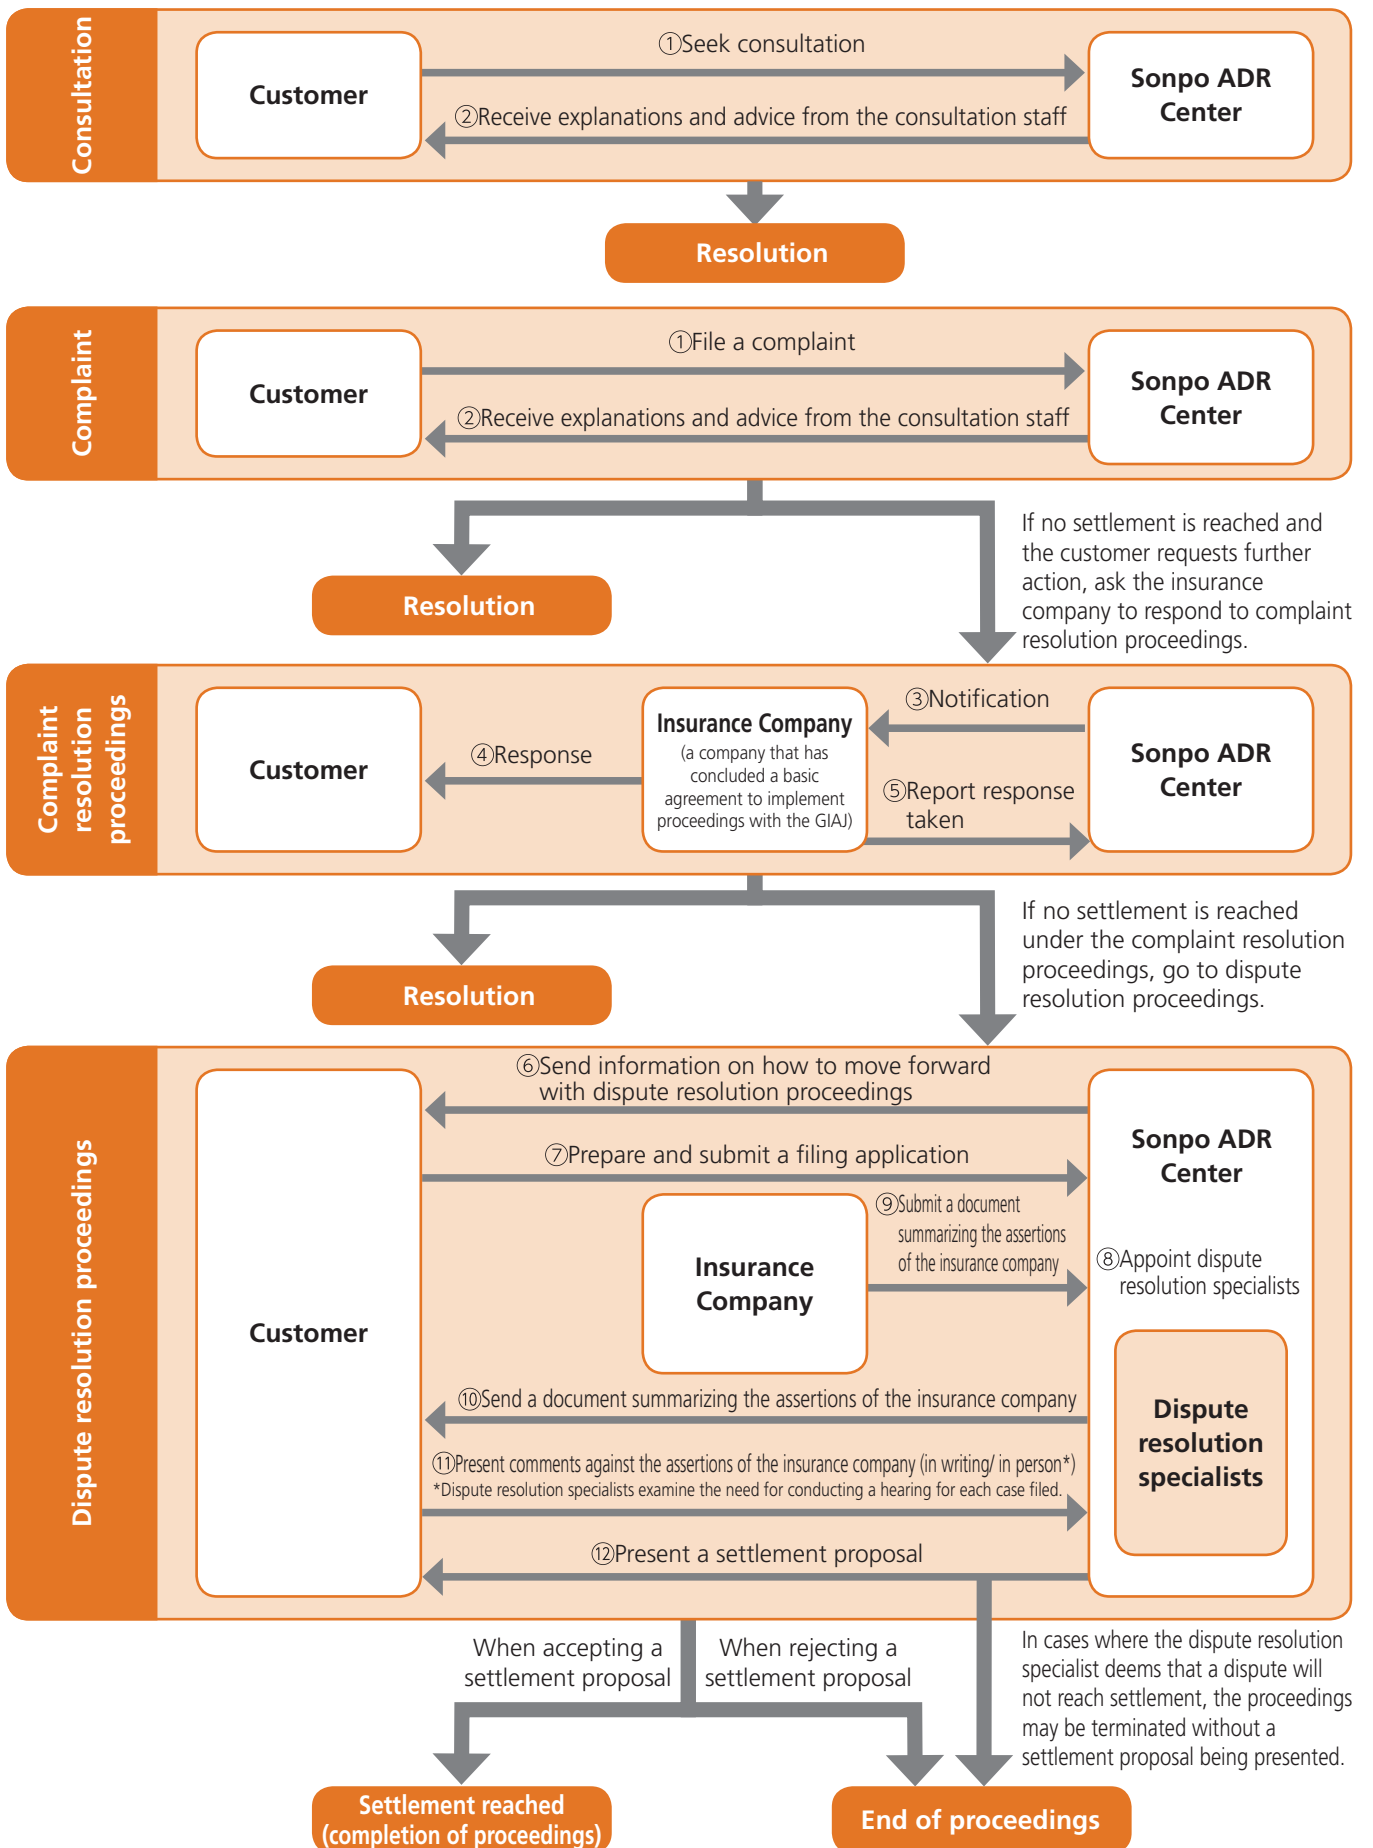 Consultation
Customer
①Seek consultation
②Receive explanations and advice from the consultation staff
Sonpo ADR
Center
Resolution
Complaint
Customer
①File a complaint
②Receive explanations and advice from the consultation staff
Sonpo ADR
Center
Resolution
If no settlement is reached and
the customer requests further
action, ask the insurance
company to respond to complaint
resolution proceedings.
Complaint
resolution
proceedings
Customer
④Response
Insurance Company
(a company that has
concluded a basic
agreement to implement
proceedings with the GIAJ)
③Notification
⑤Report response
taken
Sonpo ADR
Center
Resolution
If no settlement is reached
under the complaint resolution
proceedings, go to dispute
resolution proceedings.
Dispute resolution proceedings
Customer
⑥Send information on how to move forward
with dispute resolution proceedings
⑦Prepare and submit a filing application
Sonpo ADR
Center
Insurance
Company
⑨Submit a document
summarizing the assertions
of the insurance company
⑧Appoint dispute
resolution specialists
Dispute
resolution
specialists
⑩Send a document summarizing the assertions of the insurance company
⑪Present comments against the assertions of the insurance company (in writing/ in person*)
*Dispute resolution specialists examine the need for conducting a hearing for each case filed.
⑫Present a settlement proposal
When accepting a
settlement proposal
When rejecting a
settlement proposal
In cases where the dispute resolution
specialist deems that a dispute will
not reach settlement, the proceedings
may be terminated without a
settlement proposal being presented.
Settlement reached
(completion of proceedings)
End of proceedings